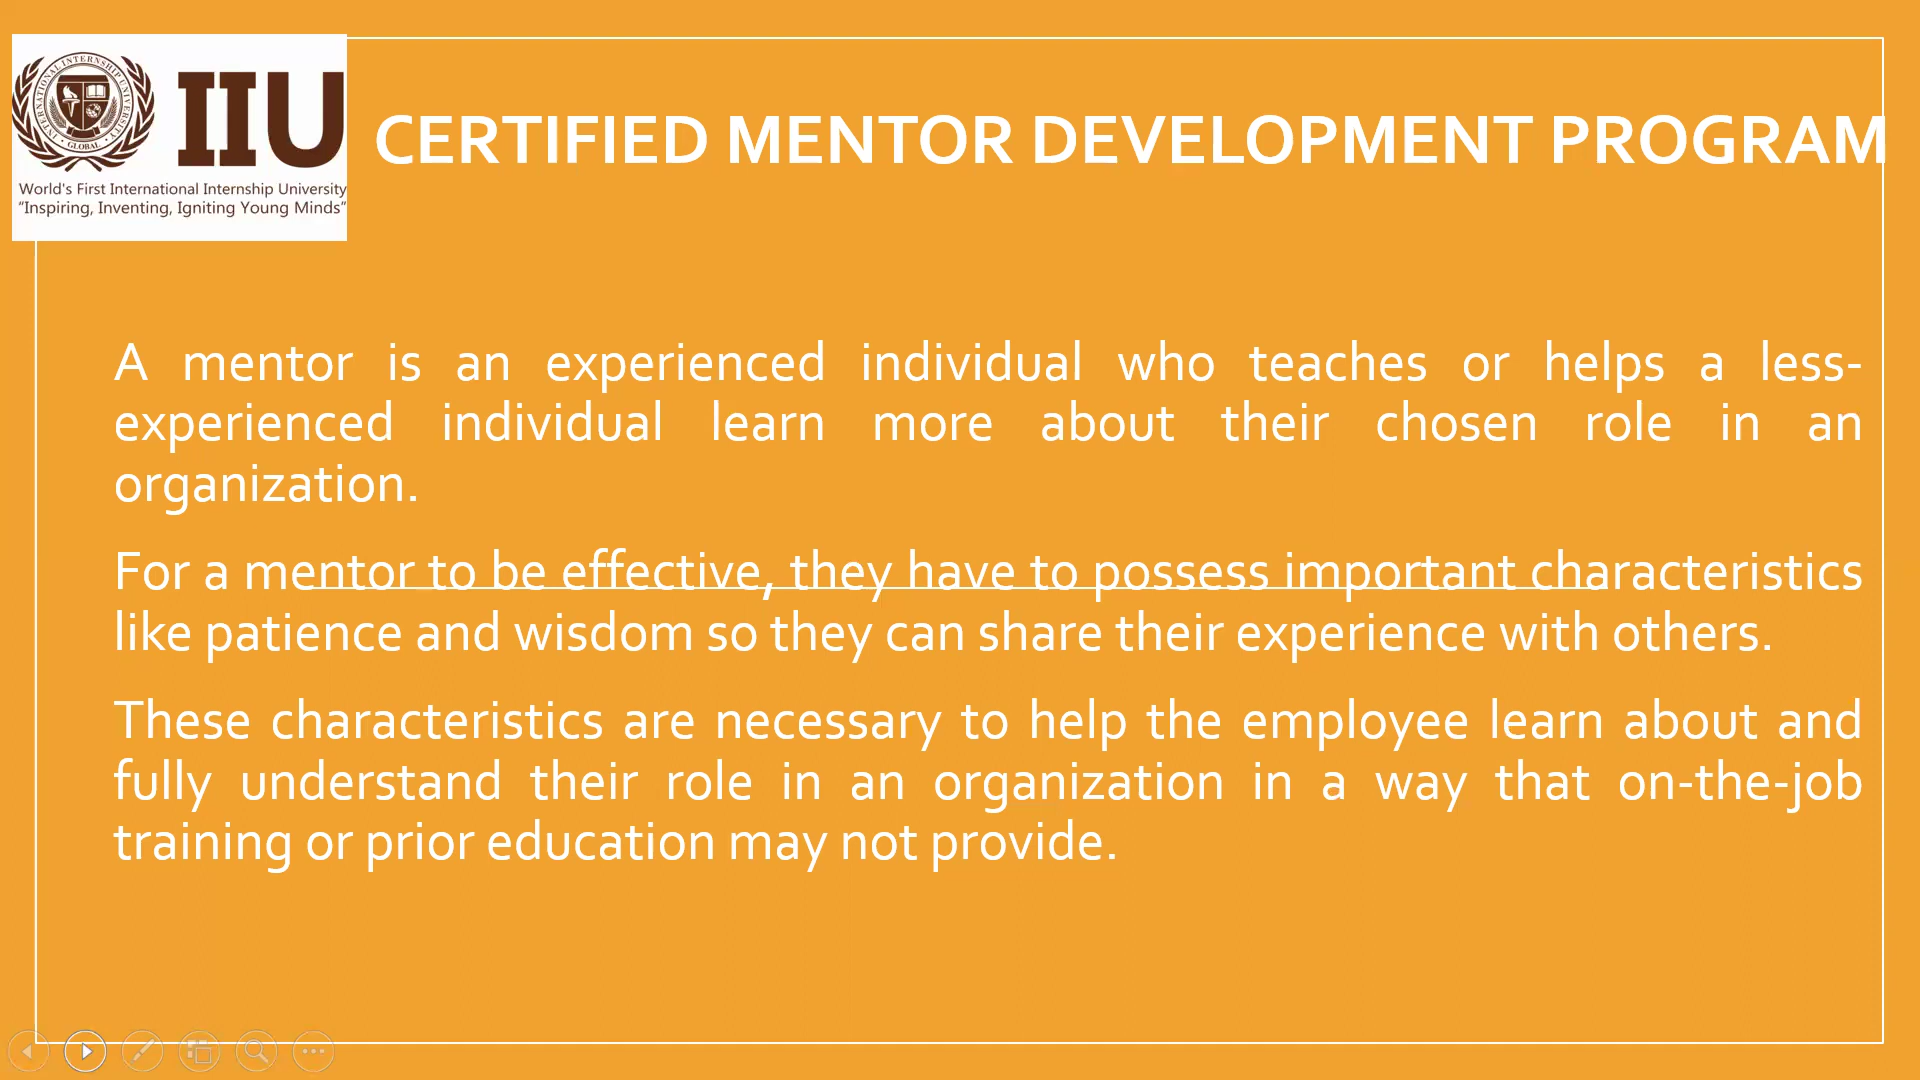 INTERNATIONAL INTERNSHIP UNIVERSITY
· GLOBAL ·
IIU
World's First International Internship University
“Inspiring, Inventing, Igniting Young Minds”
CERTIFIED MENTOR DEVELOPMENT PROGRAM
A mentor is an experienced individual who teaches or helps a less-
experienced individual learn more about their chosen role in an
organization.
For a mentor to be effective, they have to possess important characteristics
like patience and wisdom so they can share their experience with others.
These characteristics are necessary to help the employee learn about and
fully understand their role in an organization in a way that on-the-job
training or prior education may not provide.